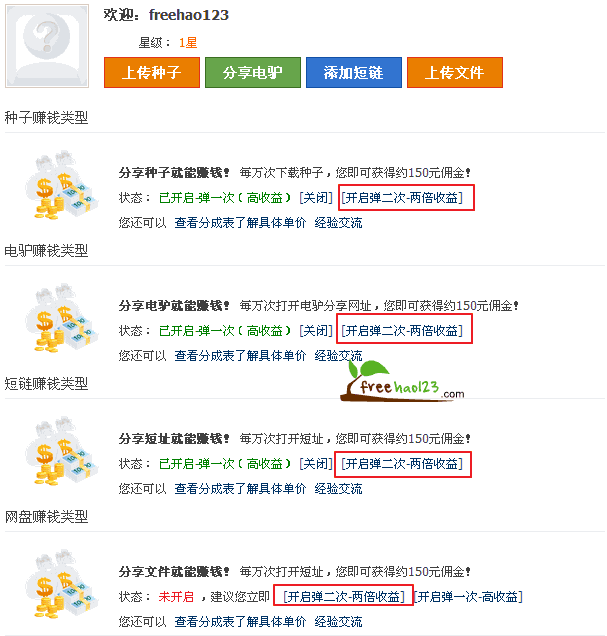 欢迎：freehao123
星级： 1星
上传种子 分享电驴 添加短链 上传文件
种子赚钱类型
分享种子就能赚钱！ 每万次下载种子，您即可获得约150元佣金！
状态： 已开启-弹一次（高收益） [关闭] [开启弹二次-两倍收益]
您还可以 查看分成表了解具体单价 经验交流
电驴赚钱类型
分享电驴就能赚钱！ 每万次打开电驴分享网址，您即可获得约150元佣金！
状态： 已开启-弹一次（高收益） [关闭] [开启弹二次-两倍收益]
您还可以 查看分成表了解具体单价 经验交流
freehao123.com
短链赚钱类型
分享短址就能赚钱！ 每万次打开短址，您即可获得约150元佣金！
状态： 已开启-弹一次（高收益） [关闭] [开启弹二次-两倍收益]
您还可以 查看分成表了解具体单价 经验交流
网盘赚钱类型
分享文件就能赚钱！ 每万次打开短址，您即可获得约150元佣金！
状态： 未开启 ，建议您立即 [开启弹二次-两倍收益] [开启弹一次-高收益]
您还可以 查看分成表了解具体单价 经验交流